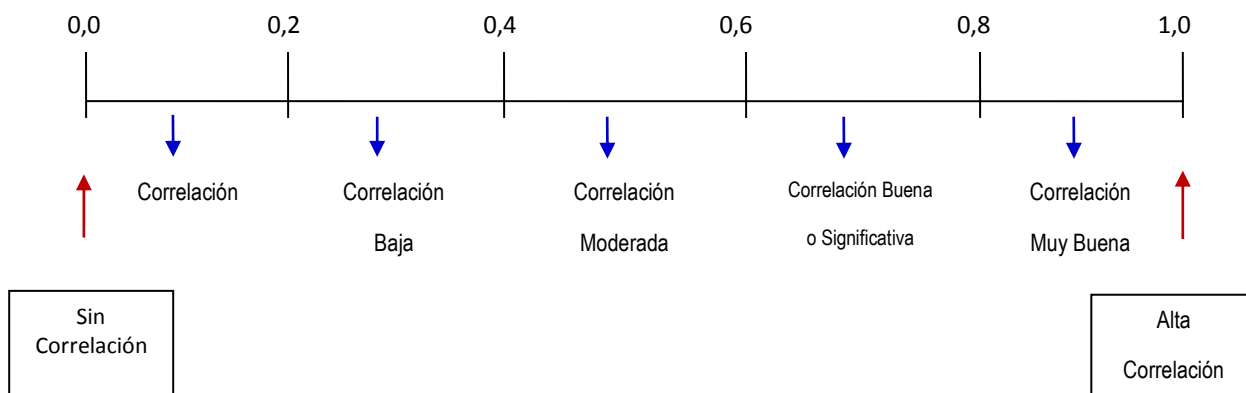 0,0 0,2 0,4 0,6 0,8 1,0
Correlación
Correlación
Baja
Correlación
Moderada
Correlación Buena
o Significativa
Correlación
Muy Buena
Sin
Correlación
Alta
Correlación